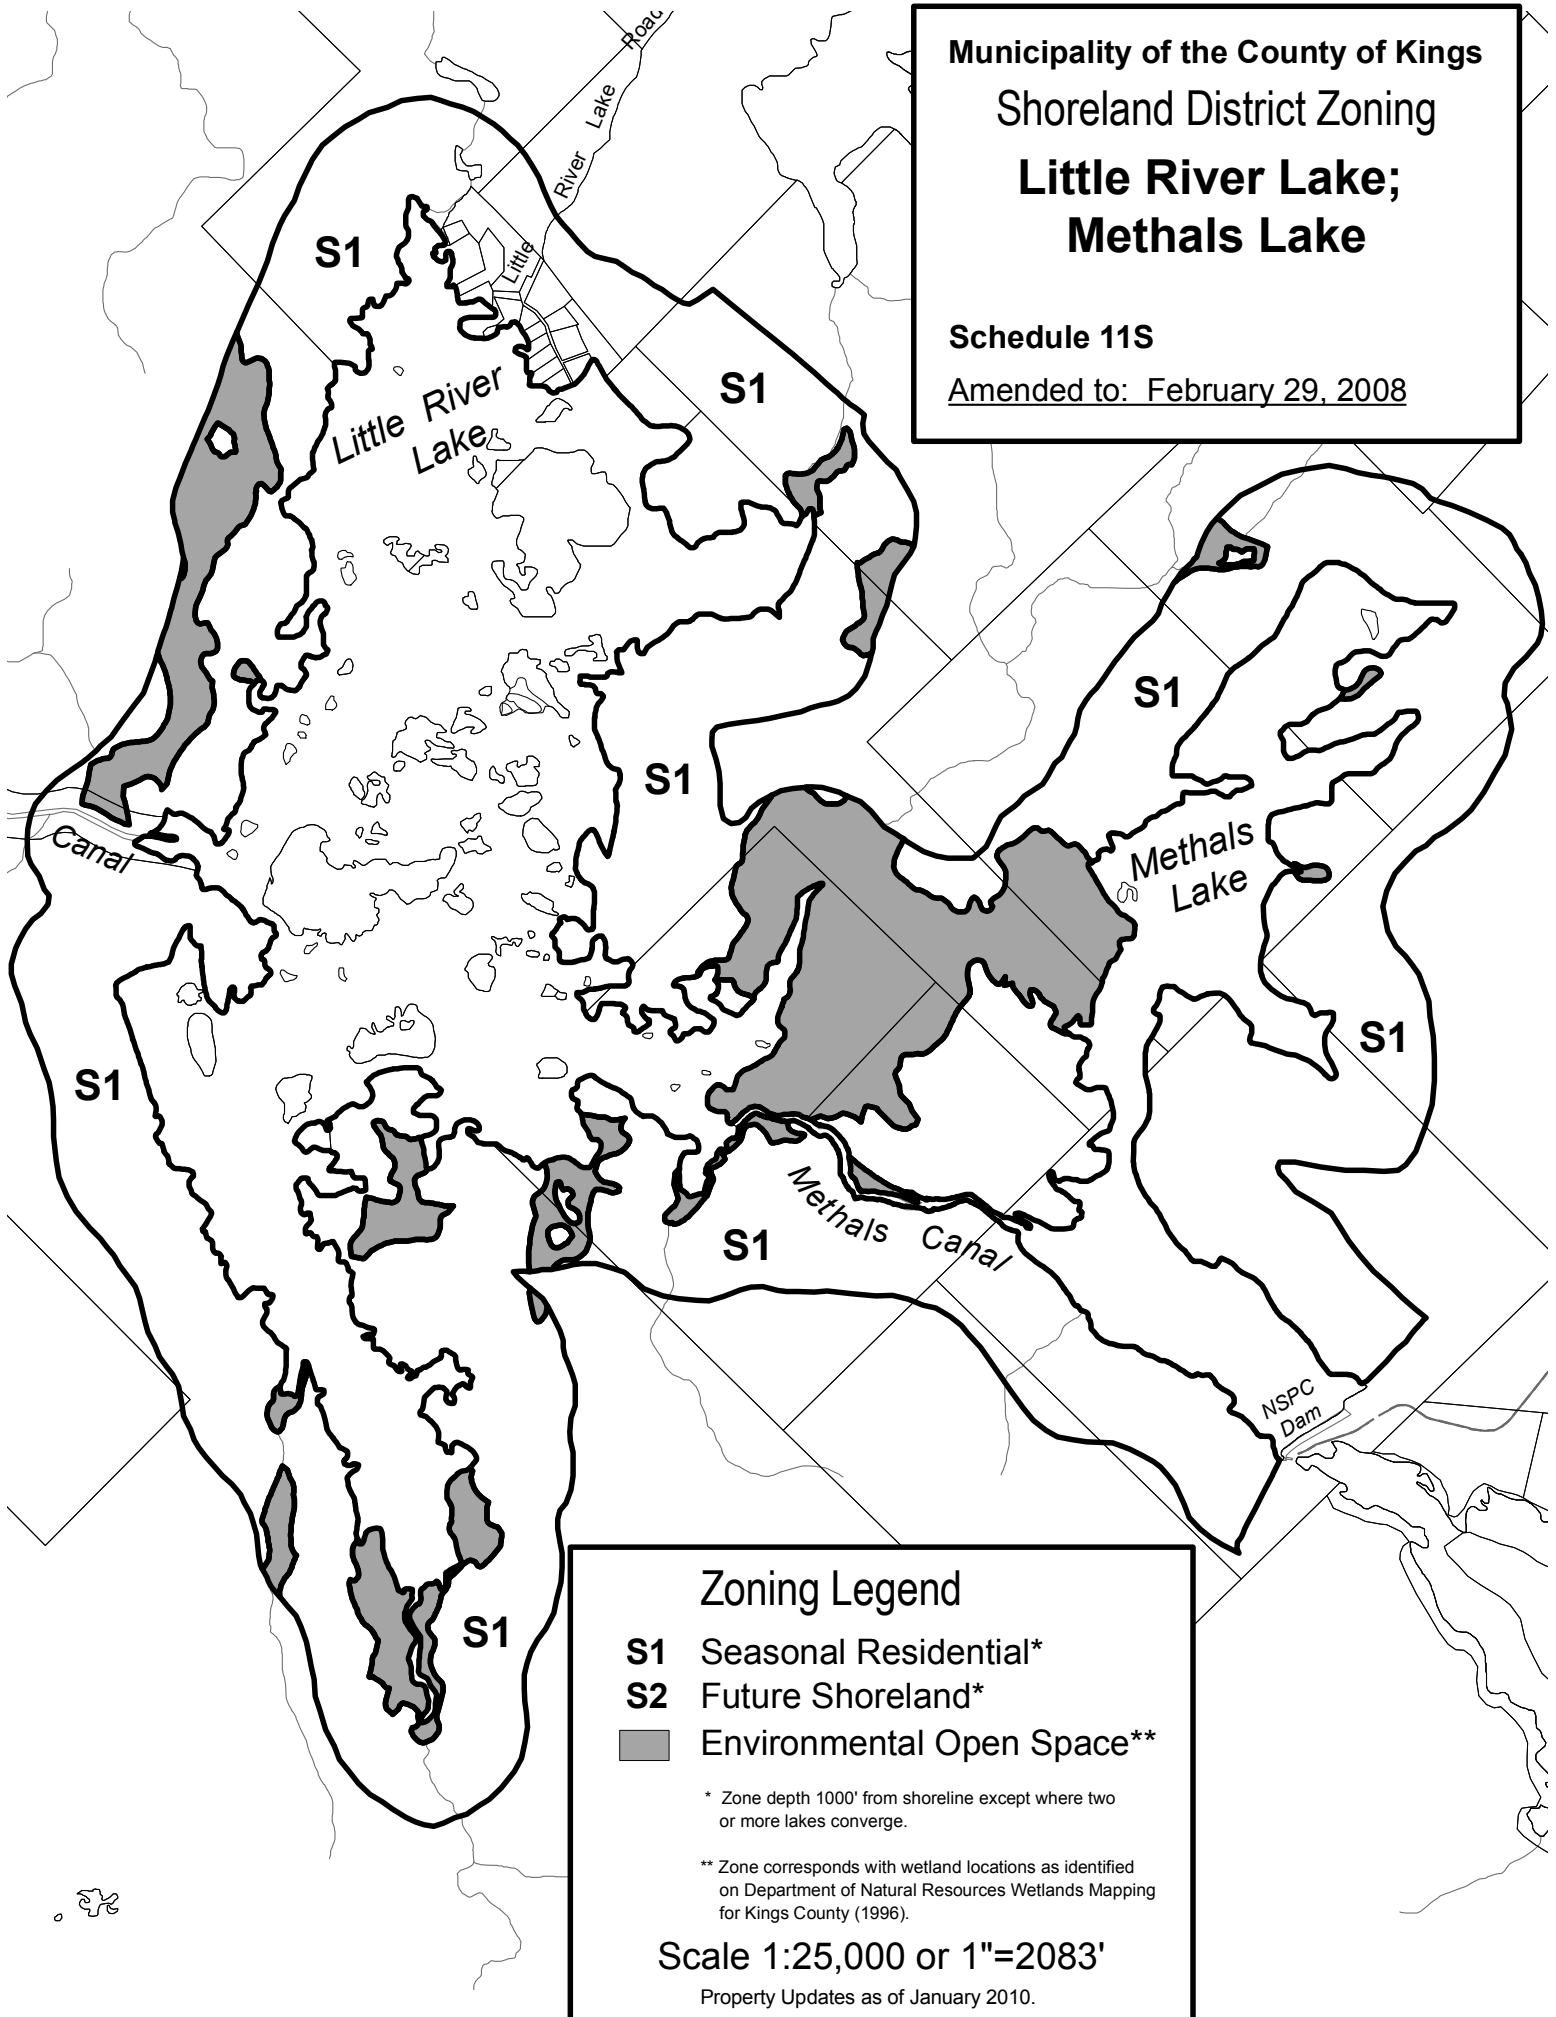 Municipality of the County of Kings
Shoreland District Zoning
Little River Lake;
Methals Lake
Schedule 11S
Amended to: February 29, 2008
Little River Lake Road
S1
S1
Little River
Lake
S1
S1
Canal
Methals
Lake
S1
S1
S1
Methals Canal
NSPC
Dam
S1
Zoning Legend
S1 Seasonal Residential*
S2 Future Shoreland*
Environmental Open Space**
* Zone depth 1000' from shoreline except where two
or more lakes converge.
** Zone corresponds with wetland locations as identified
on Department of Natural Resources Wetlands Mapping
for Kings County (1996).
Scale 1:25,000 or 1"=2083'
Property Updates as of January 2010.